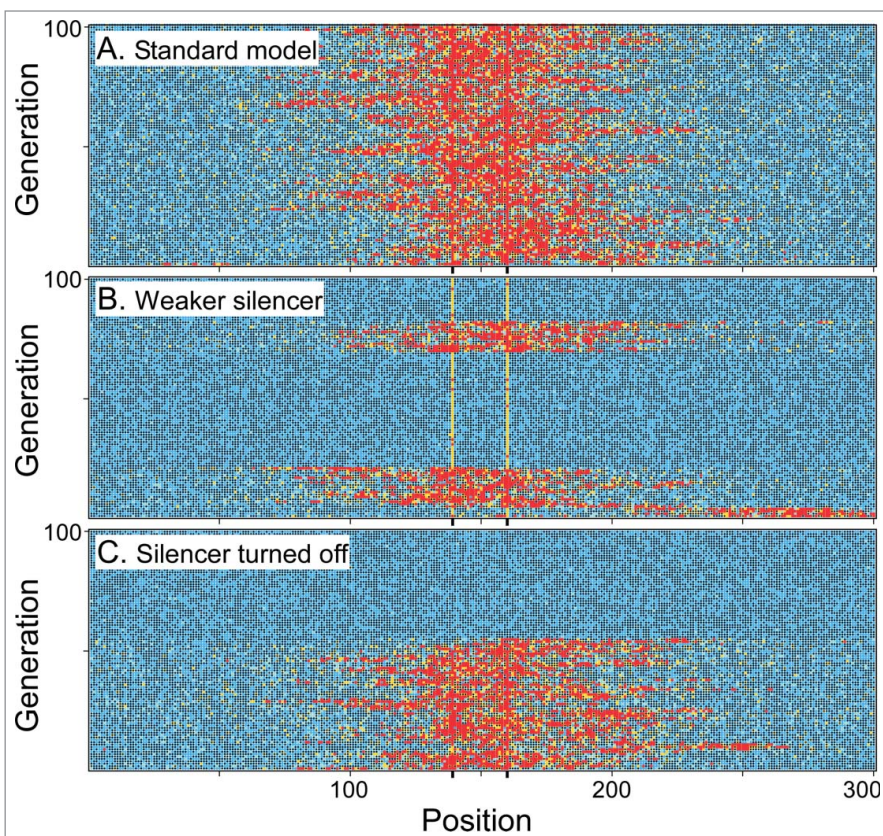 100
A. Standard model
Generation
100
B. Weaker silencer
Generation
100
C. Silencer turned off
Generation
100
200
300
Position